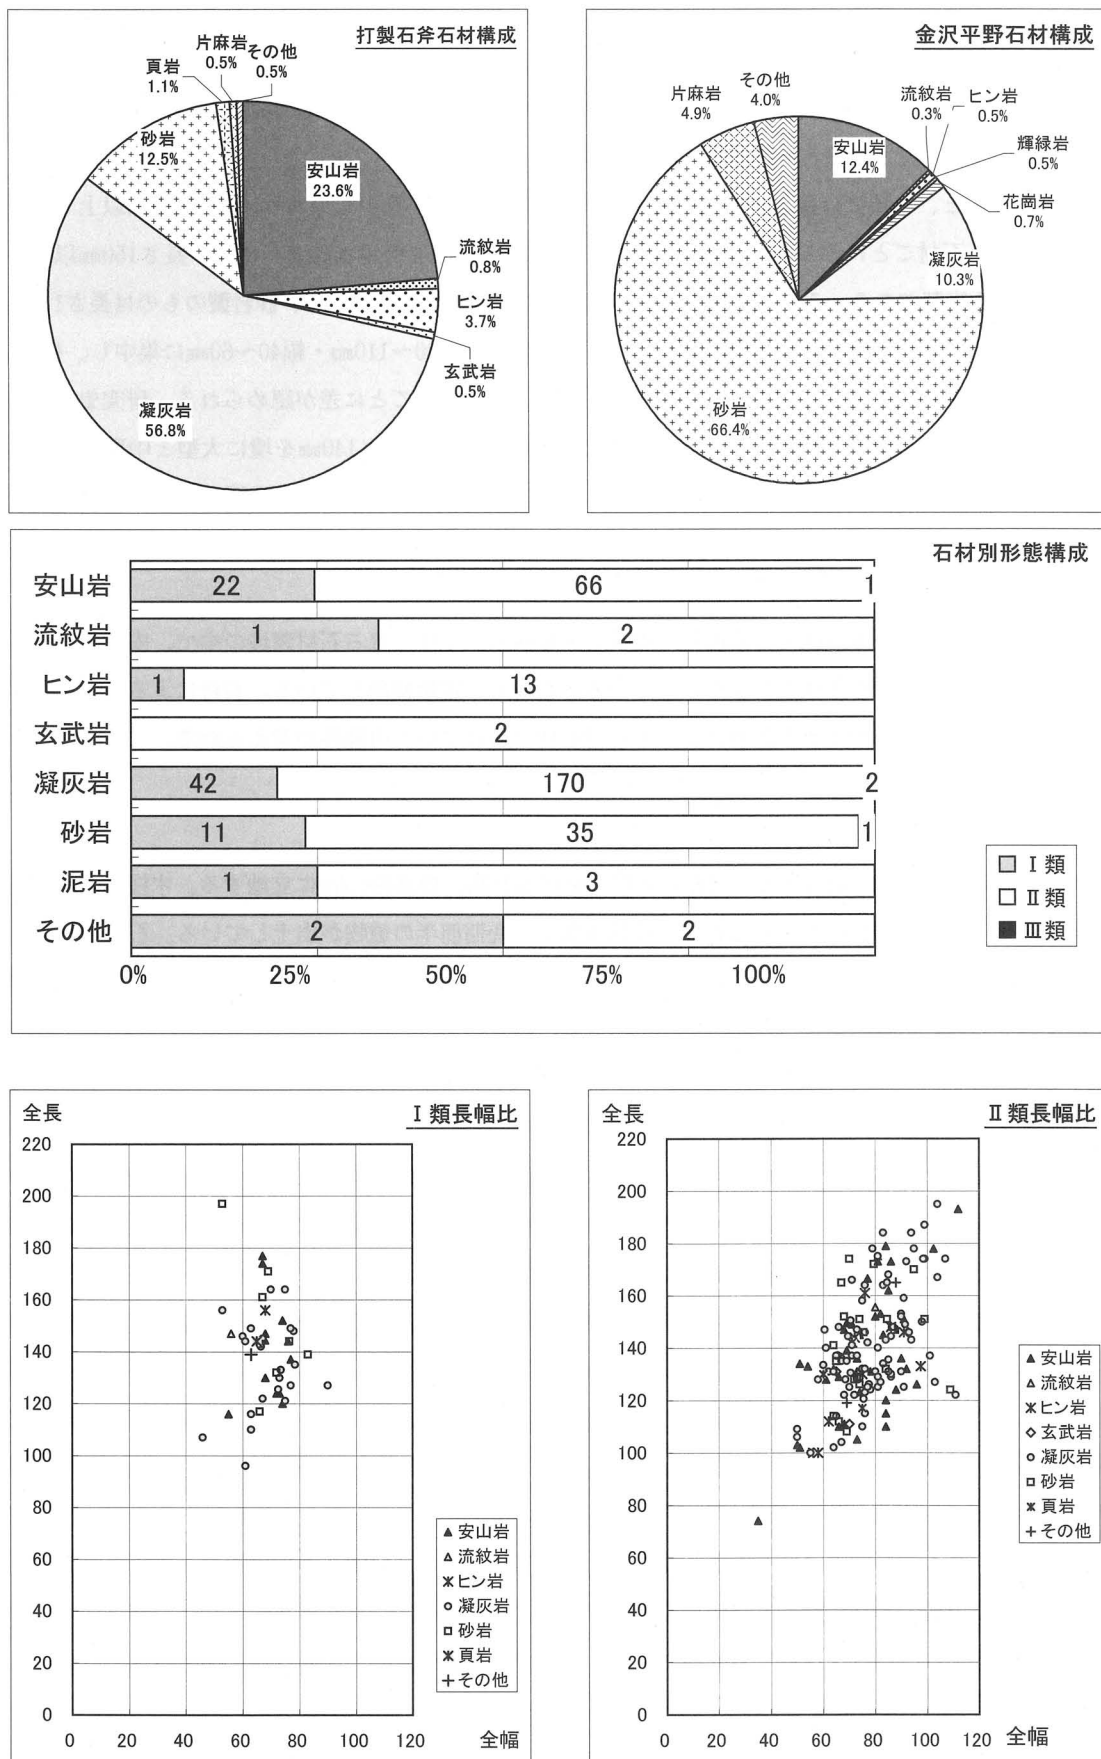 打製石斧石材構成
片麻岩
0.5%
その他
0.5%
頁岩
1.1%
砂岩
12.5%
安山岩
23.6%
流紋岩
0.8%
ヒン岩
3.7%
玄武岩
0.5%
凝灰岩
56.8%
金沢平野石材構成
片麻岩
4.9%
その他
4.0%
安山岩
12.4%
流紋岩
0.3%
ヒン岩
0.5%
輝緑岩
0.5%
花崗岩
0.7%
凝灰岩
10.3%
砂岩
66.4%
石材別形態構成
安山岩 22 66 1
流紋岩 1 2
ヒン岩 1 13
玄武岩 2
凝灰岩 42 170 2
砂岩 11 35 1
泥岩 1 3
その他 2 2
0% 25% 50% 75% 100%
Ⅰ類
Ⅱ類
Ⅲ類
全長
Ⅰ類長幅比
220
200
180
160
140
120
100
80
60
40
20
0
0 20 40 60 80 100 120
全幅
安山岩
流紋岩
ヒン岩
凝灰岩
砂岩
頁岩
その他
全長
Ⅱ類長幅比
220
200
180
160
140
120
100
80
60
40
20
0
0 20 40 60 80 100 120 全幅
安山岩
流紋岩
ヒン岩
玄武岩
凝灰岩
砂岩
頁岩
その他